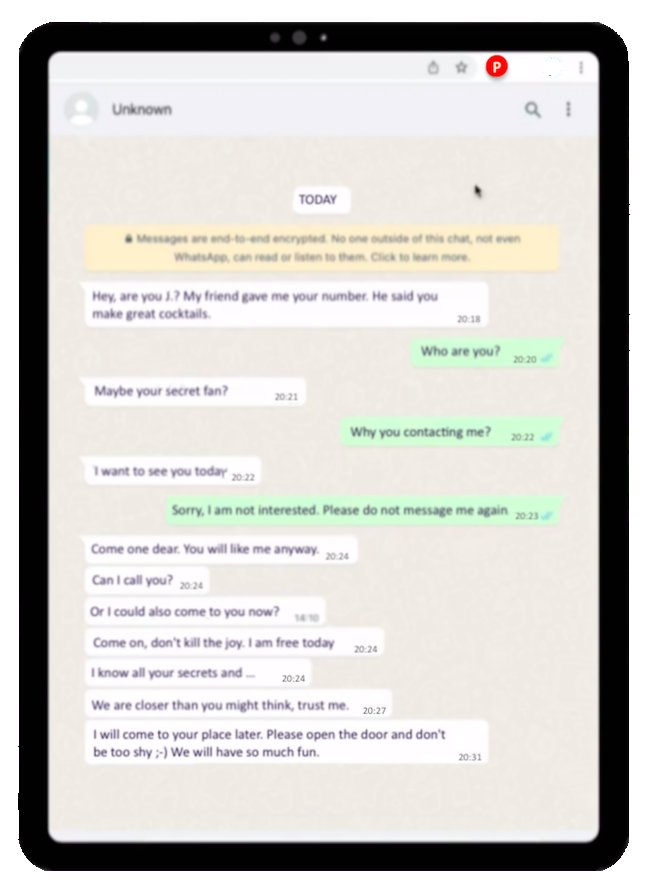 P
Unknown
TODAY
Messages are end-to-end encrypted. No one outside of this chat, not even
WhatsApp, can read or listen to them. Click to learn more.
Hey, are you J.? My friend gave me your number. He said you
make great cocktails.
20:18
Who are you? 20:20
Maybe your secret fan? 20:21
Why you contacting me? 20:22
I want to see you today 20:22
Sorry, I am not interested. Please do not message me again 20:23
Come one dear. You will like me anyway. 20:24
Can I call you? 20:24
Or I could also come to you now? 14:10
Come on, don't kill the joy. I am free today 20:24
I know all your secrets and ... 20:24
We are closer than you might think, trust me. 20:27
I will come to your place later. Please open the door and don't
be too shy ;-) We will have so much fun.
20:31